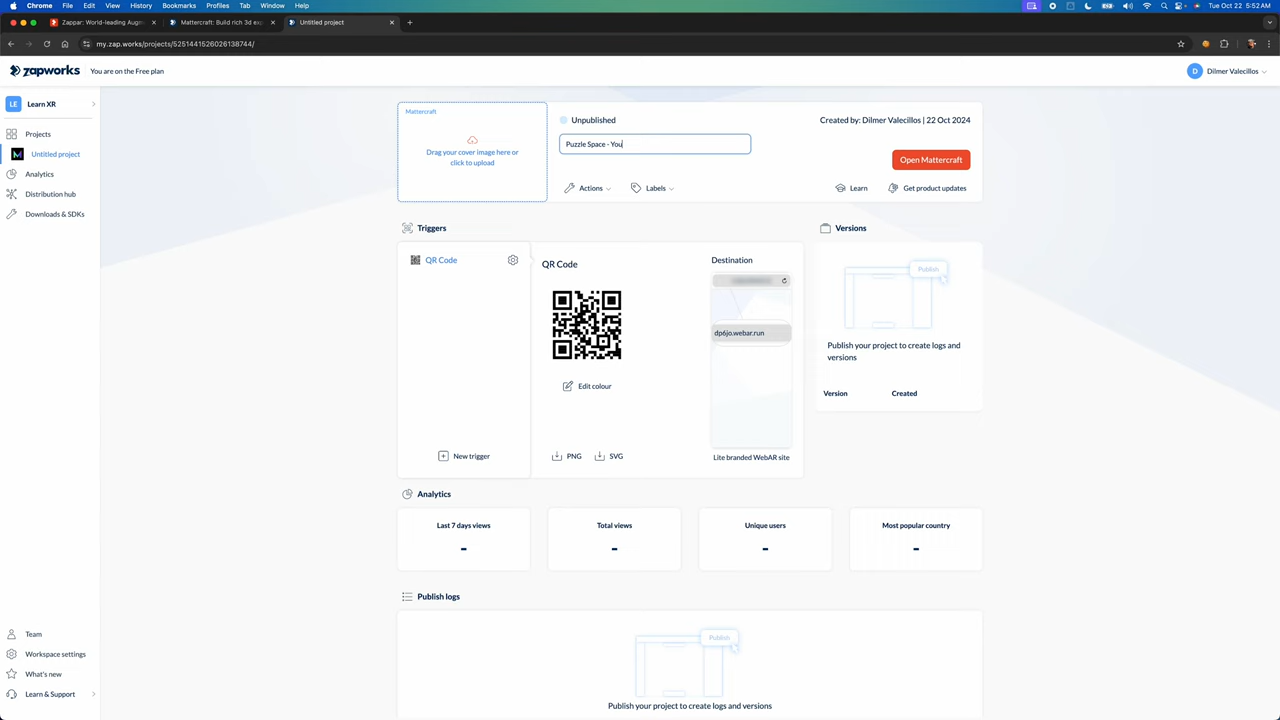 Chrome File Edit View History Bookmarks Profiles Tab Window Help
Tue Oct 22 5:52 AM
Zappar: World-leading Augm
Mattercraft: Build rich 3d exp
Untitled project
my.zap.works/projects/5251441526026138744/
zapworks
You are on the Free plan
D Dilmer Valecillos
LE Learn XR
Projects
Untitled project
Analytics
Distribution hub
Downloads & SDKs
Mattercraft
Drag your cover image here or
click to upload
Unpublished
Puzzle Space - You
Created by: Dilmer Valecillos | 22 Oct 2024
Open Mattercraft
Actions
Labels
Learn
Get product updates
Triggers
QR Code
New trigger
QR Code
Edit colour
PNG
SVG
Destination
dp6jo.webar.run
Lite branded WebAR site
Versions
Publish
Publish your project to create logs and
versions
Version Created
Analytics
Last 7 days views
-
Total views
-
Unique users
-
Most popular country
-
Publish logs
Publish
Publish your project to create logs and versions
Team
Workspace settings
What's new
Learn & Support